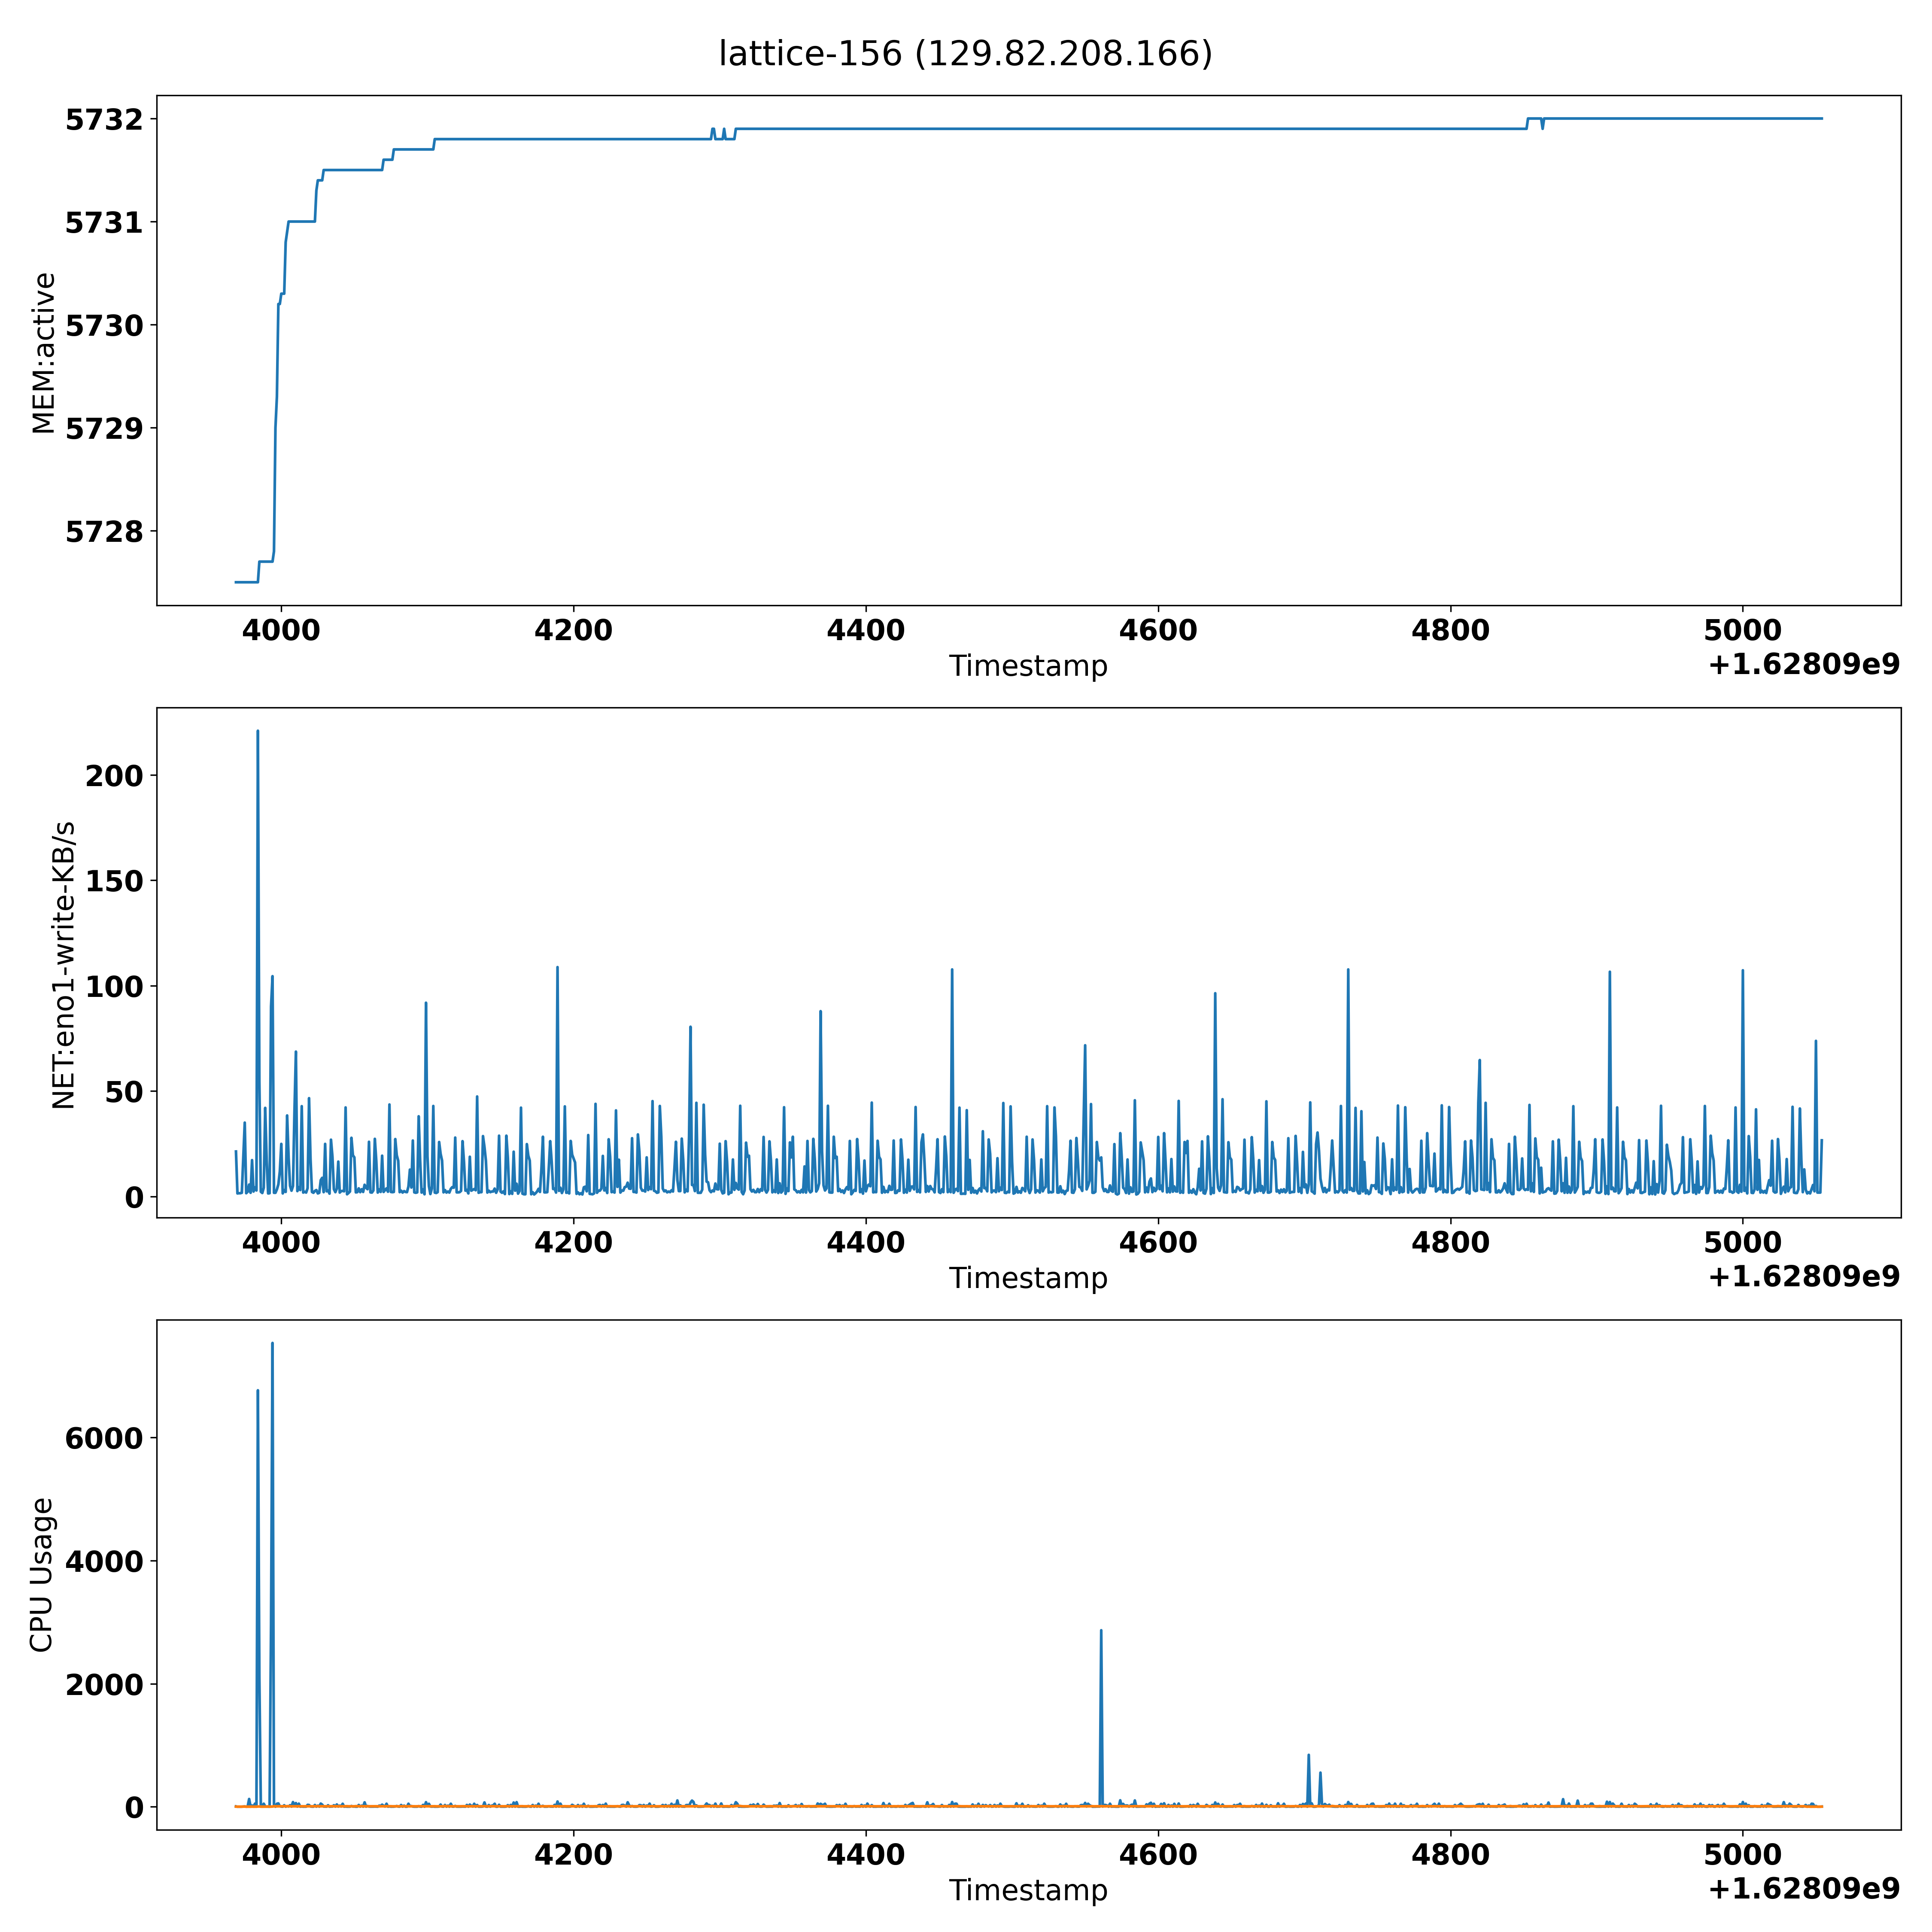 lattice-156 (129.82.208.166)
5732
5731
5730
5729
5728
MEM:active
4000 4200 4400 4600 4800 5000
Timestamp
+1.62809e9
200
150
100
50
0
NET:eno1-write-KB/s
4000 4200 4400 4600 4800 5000
Timestamp
+1.62809e9
6000
4000
2000
0
CPU Usage
4000 4200 4400 4600 4800 5000
Timestamp
+1.62809e9